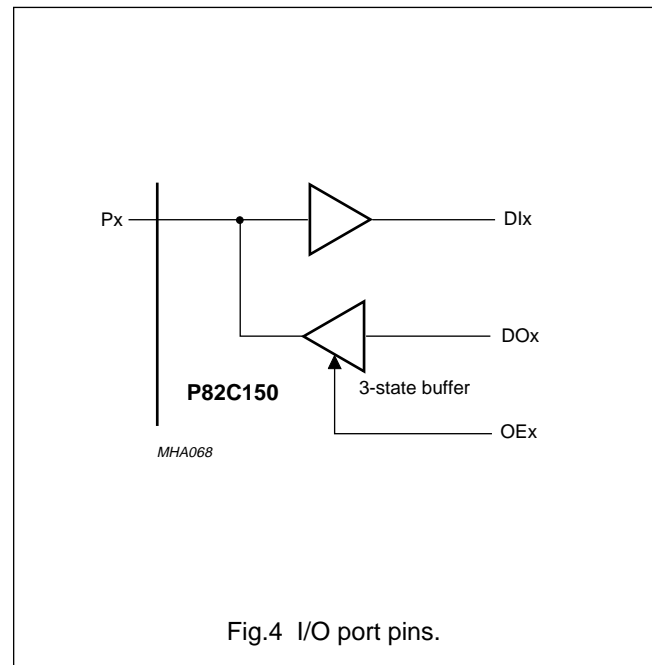 Px
DIx
DOx
P82C150
3-state buffer
OEx
MHA068
Fig.4 I/O port pins.